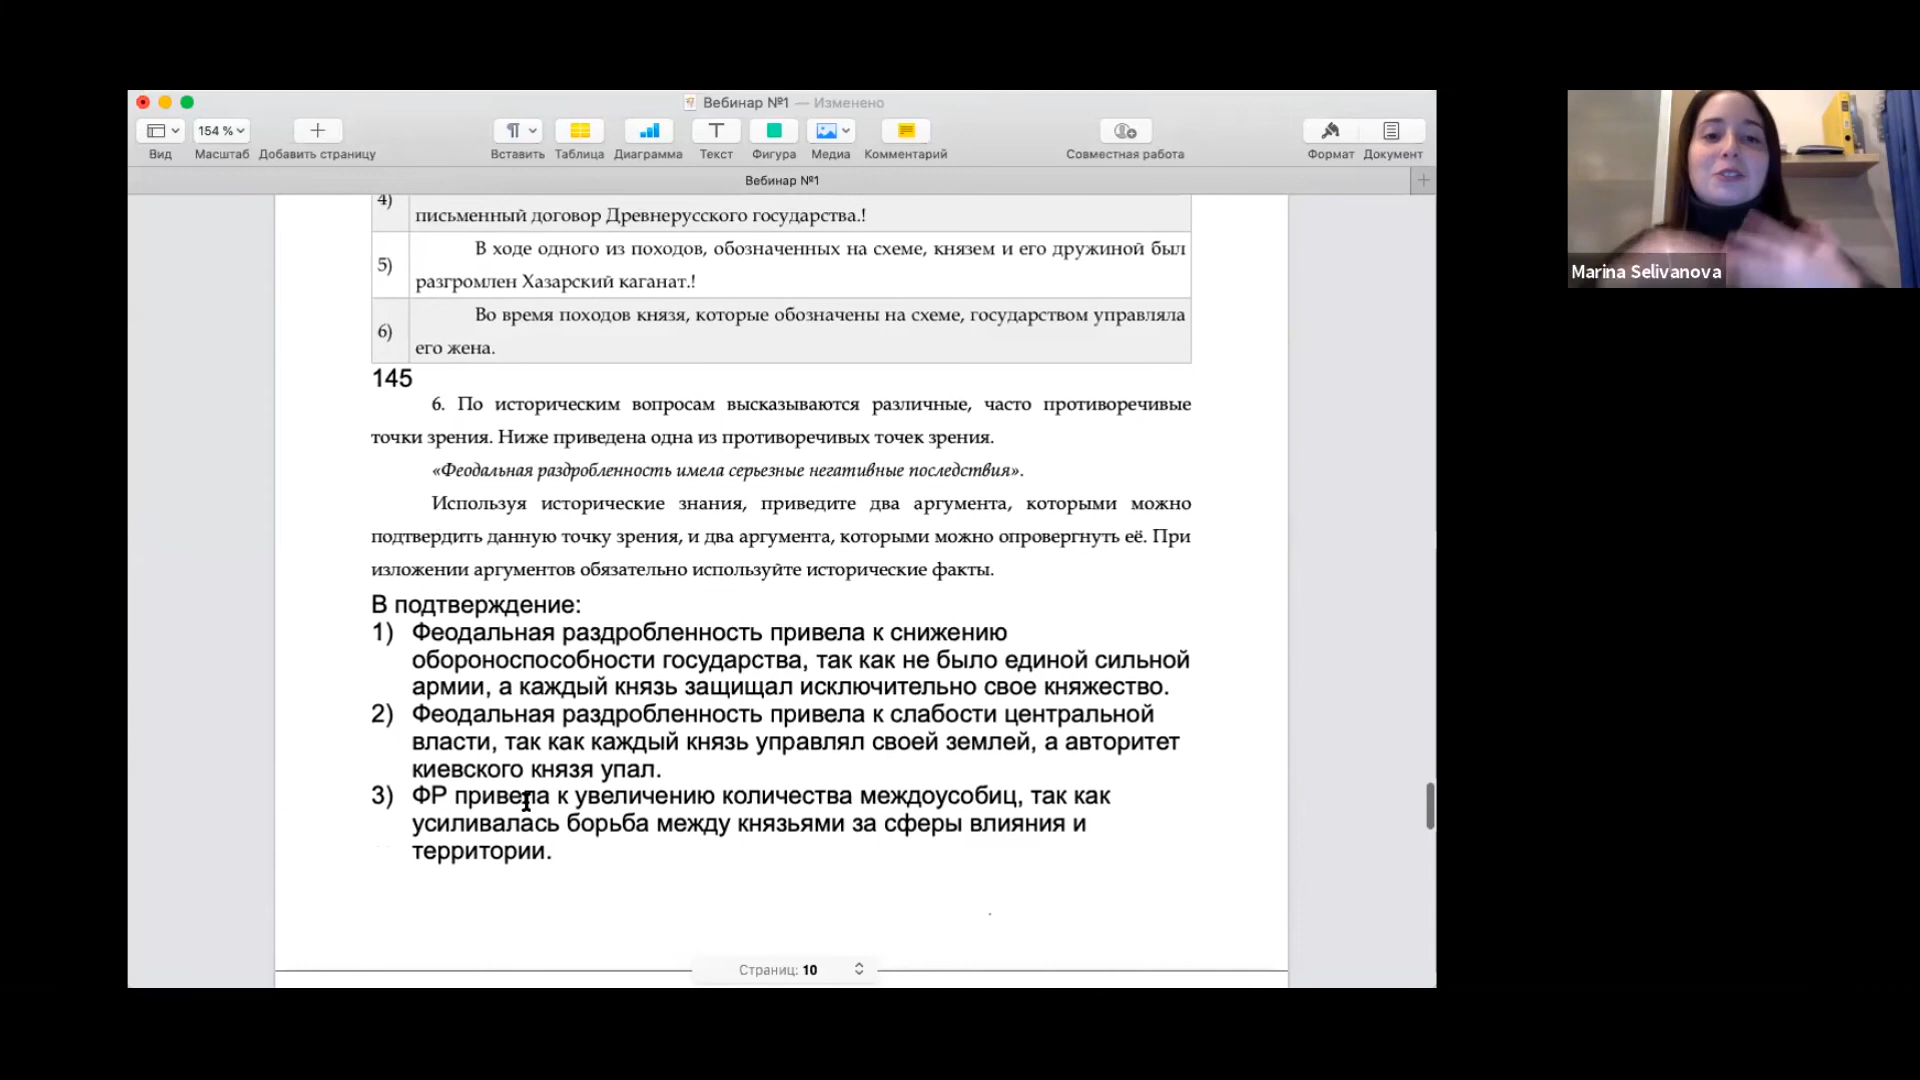 Вебинар №1 — Изменено
154 %
Вид
Масштаб
Добавить страницу
Вставить
Таблица
Диаграмма
Текст
Фигура
Медиа
Комментарий
Совместная работа
Формат
Документ
Вебинар №1
4)
письменный договор Древнерусского государства.!
5)
В ходе одного из походов, обозначенных на схеме, князем и его дружиной был
разгромлен Хазарский каганат.!
6)
Во время походов князя, которые обозначены на схеме, государством управляла
его жена.
145
6. По историческим вопросам высказываются различные, часто противоречивые
точки зрения. Ниже приведена одна из противоречивых точек зрения.
«Феодальная раздробленность имела серьезные негативные последствия».
Используя исторические знания, приведите два аргумента, которыми можно
подтвердить данную точку зрения, и два аргумента, которыми можно опровергнуть её. При
изложении аргументов обязательно используйте исторические факты.
В подтверждение:
1) Феодальная раздробленность привела к снижению
обороноспособности государства, так как не было единой сильной
армии, а каждый князь защищал исключительно свое княжество.
2) Феодальная раздробленность привела к слабости центральной
власти, так как каждый князь управлял своей землей, а авторитет
киевского князя упал.
3) ФР привела к увеличению количества междоусобиц, так как
усиливалась борьба между князьями за сферы влияния и
территории.
Страниц: 10
Marina Selivanova